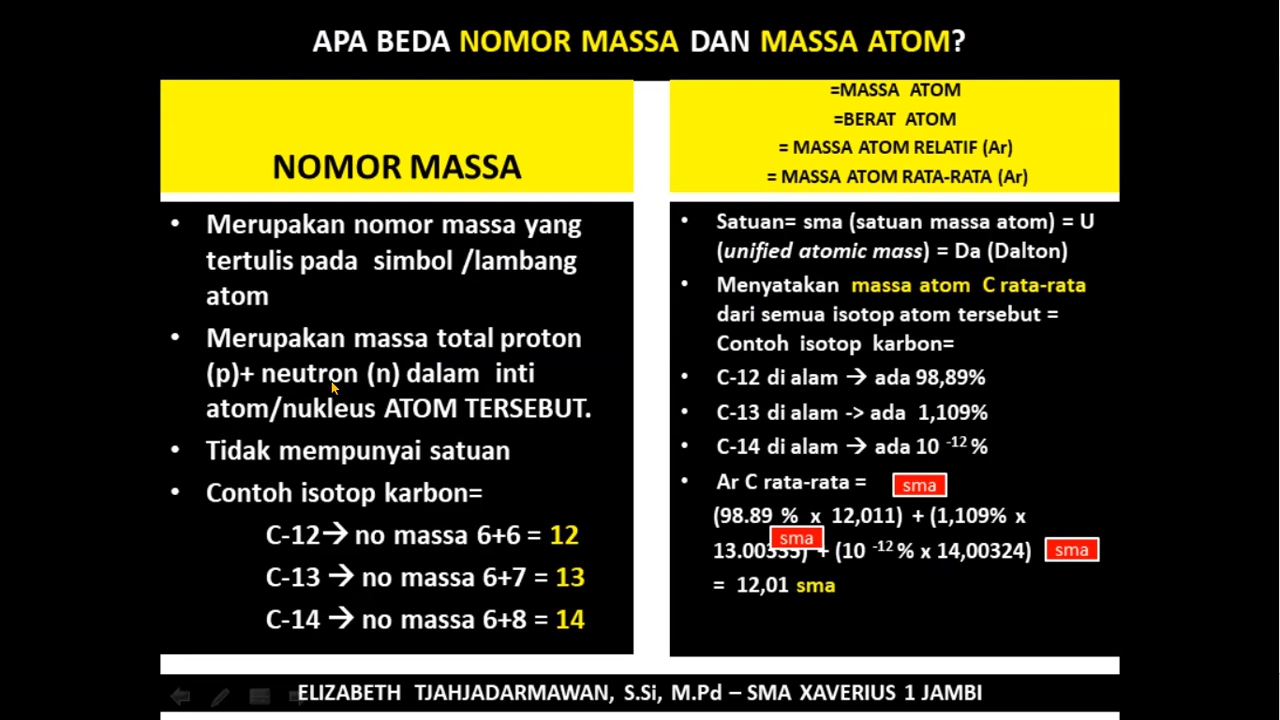 APA BEDA NOMOR MASSA DAN MASSA ATOM?
NOMOR MASSA
• Merupakan nomor massa yang
tertulis pada simbol /lambang
atom
• Merupakan massa total proton
(p)+ neutron (n) dalam inti
atom/nukleus ATOM TERSEBUT.
• Tidak mempunyai satuan
• Contoh isotop karbon=
C-12→ no massa 6+6 = 12
C-13 → no massa 6+7 = 13
C-14 → no massa 6+8 = 14
=MASSA ATOM
=BERAT ATOM
= MASSA ATOM RELATIF (Ar)
= MASSA ATOM RATA-RATA (Ar)
• Satuan= sma (satuan massa atom) = U
(unified atomic mass) = Da (Dalton)
• Menyatakan massa atom C rata-rata
dari semua isotop atom tersebut =
Contoh isotop karbon=
• C-12 di alam → ada 98,89%
• C-13 di alam -> ada 1,109%
• C-14 di alam → ada 10 -12 %
• Ar C rata-rata = sma
(98.89 % x 12,011) + (1,109% x
sma
13.00335) + (10 -12 % x 14,00324) sma
= 12,01 sma
ELIZABETH TJAHJADARMAWAN, S.Si, M.Pd – SMA XAVERIUS 1 JAMBI